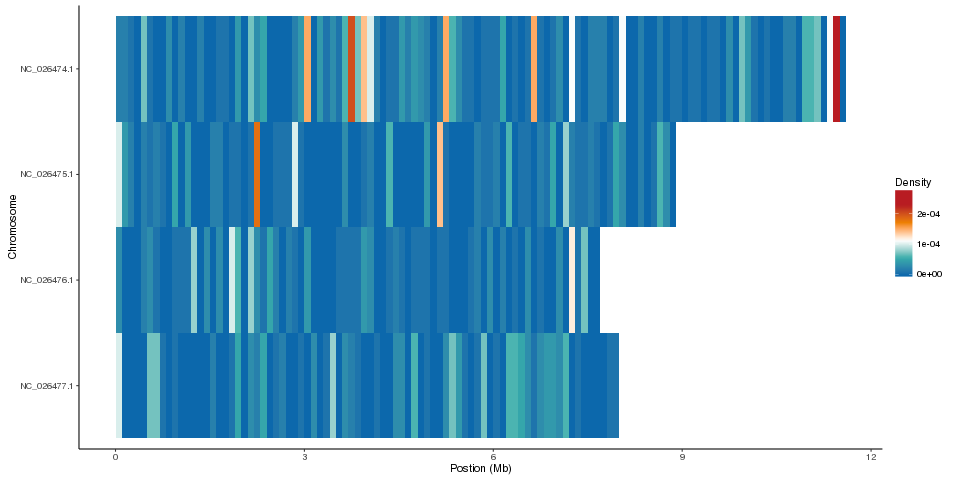 NC_026474.1
NC_026475.1
NC_026476.1
NC_026477.1
Chromosome
0 3 6 9 12
Postion (Mb)
Density
2e-04
1e-04
0e+00